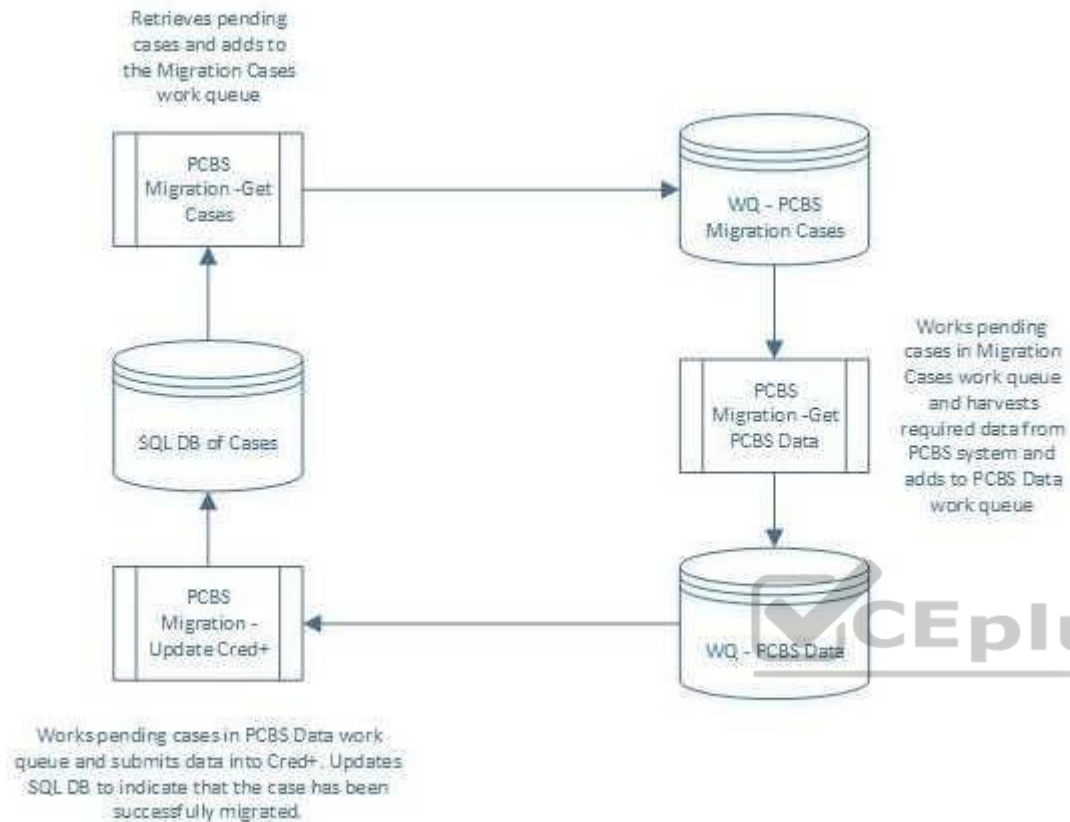 Retrieves pending
cases and adds to
the Migration Cases
work queue
PCBS
Migration -Get
Cases
WQ - PCBS
Migration Cases
SQL DB of Cases
PCBS
Migration -Get
PCBS Data
Works pending
cases in Migration
Cases work queue
and harvests
required data from
PCBS system and
adds to PCBS Data
work queue
PCBS
Migration -
Update Cred+
WQ - PCBS Data
CEplu
Works pending cases in PCBS Data work
queue and submits data into Cred+. Updates
SQL DB to indicate that the case has been
successfully migrated.